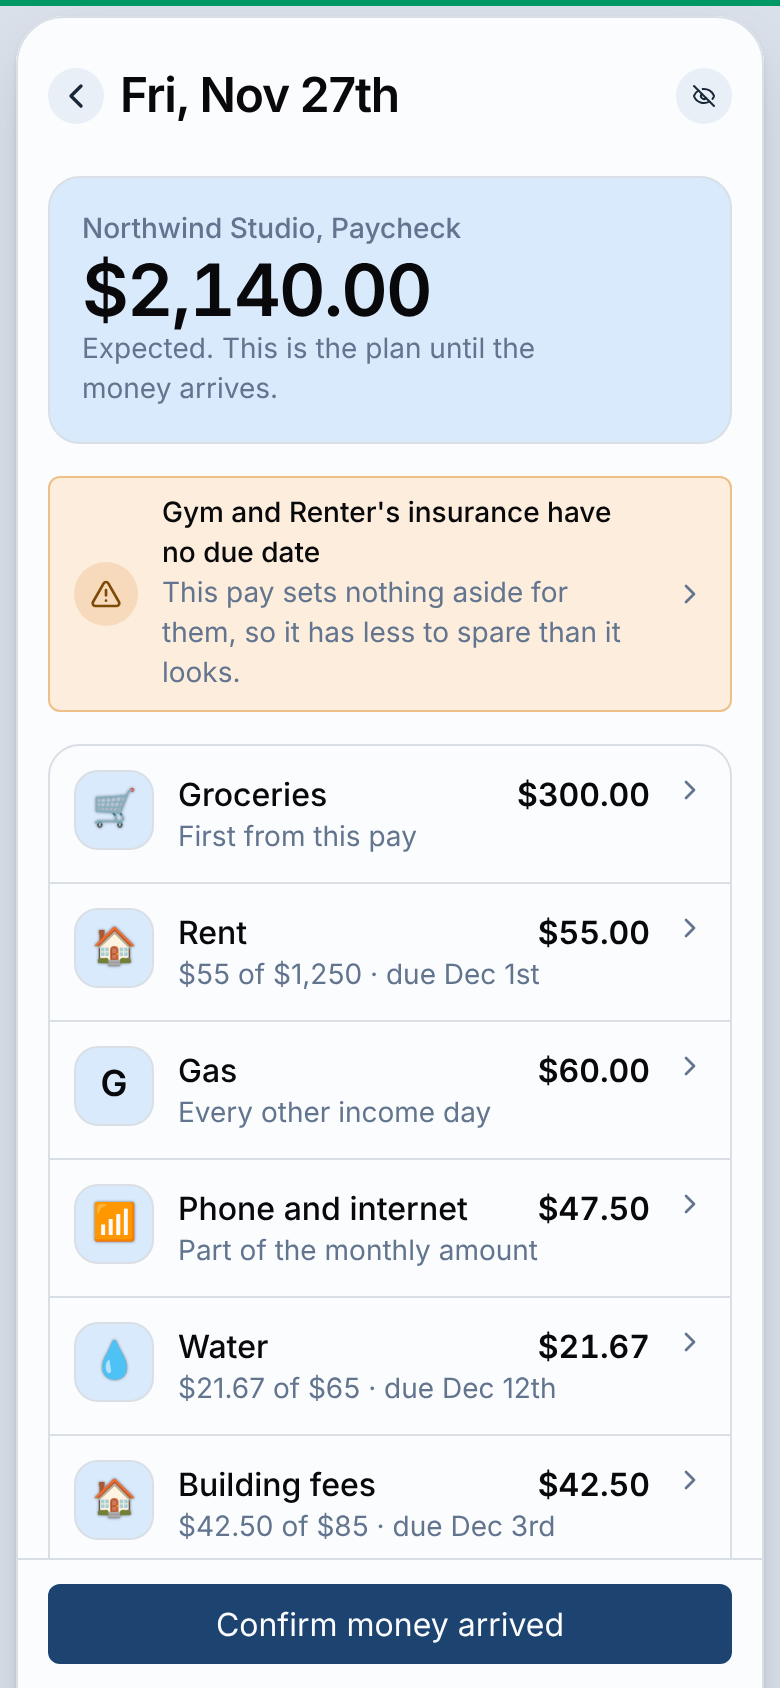 Fri, Nov 27th
Northwind Studio, Paycheck
$2,140.00
Expected. This is the plan until the
money arrives.
Gym and Renter's insurance have
no due date
This pay sets nothing aside for
them, so it has less to spare than it
looks.
Groceries $300.00
First from this pay
Rent $55.00
$55 of $1,250 · due Dec 1st
G
Gas $60.00
Every other income day
Phone and internet $47.50
Part of the monthly amount
Water $21.67
$21.67 of $65 · due Dec 12th
Building fees $42.50
$42.50 of $85 · due Dec 3rd
Confirm money arrived